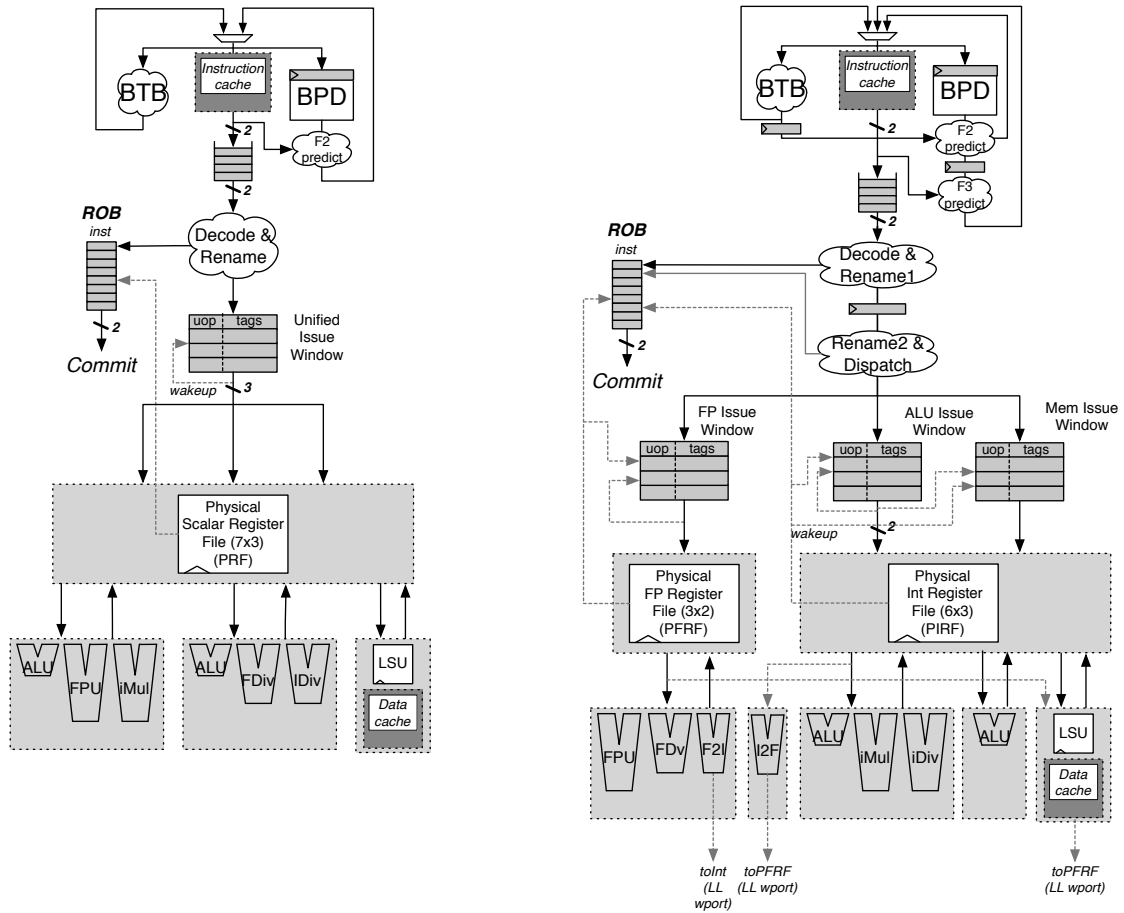 Instruction
cache
BTB
BPD
2
F2
predict
2
ROB
inst
Decode &
Rename
2
Commit
uop
tags
Unified
Issue
Window
wakeup
3
Physical
Scalar Register
File (7x3)
(PRF)
ALU
FPU
iMul
ALU
FDiv
IDiv
LSU
Data
cache
Instruction
cache
BTB
BPD
2
F2
predict
F3
predict
2
ROB
inst
Decode &
Rename1
2
Commit
Rename2 &
Dispatch
FP Issue
Window
uop
tags
ALU Issue
Window
uop
tags
Mem Issue
Window
uop
tags
wakeup
2
Physical
FP Register
File (3x2)
(PFRF)
Physical
Int Register
File (6x3)
(PIRF)
FPU
FDv
F2I
I2F
ALU
iMul
iDiv
ALU
LSU
Data
cache
toInt
(LL
wport)
toPFRF
(LL wport)
toPFRF
(LL wport)